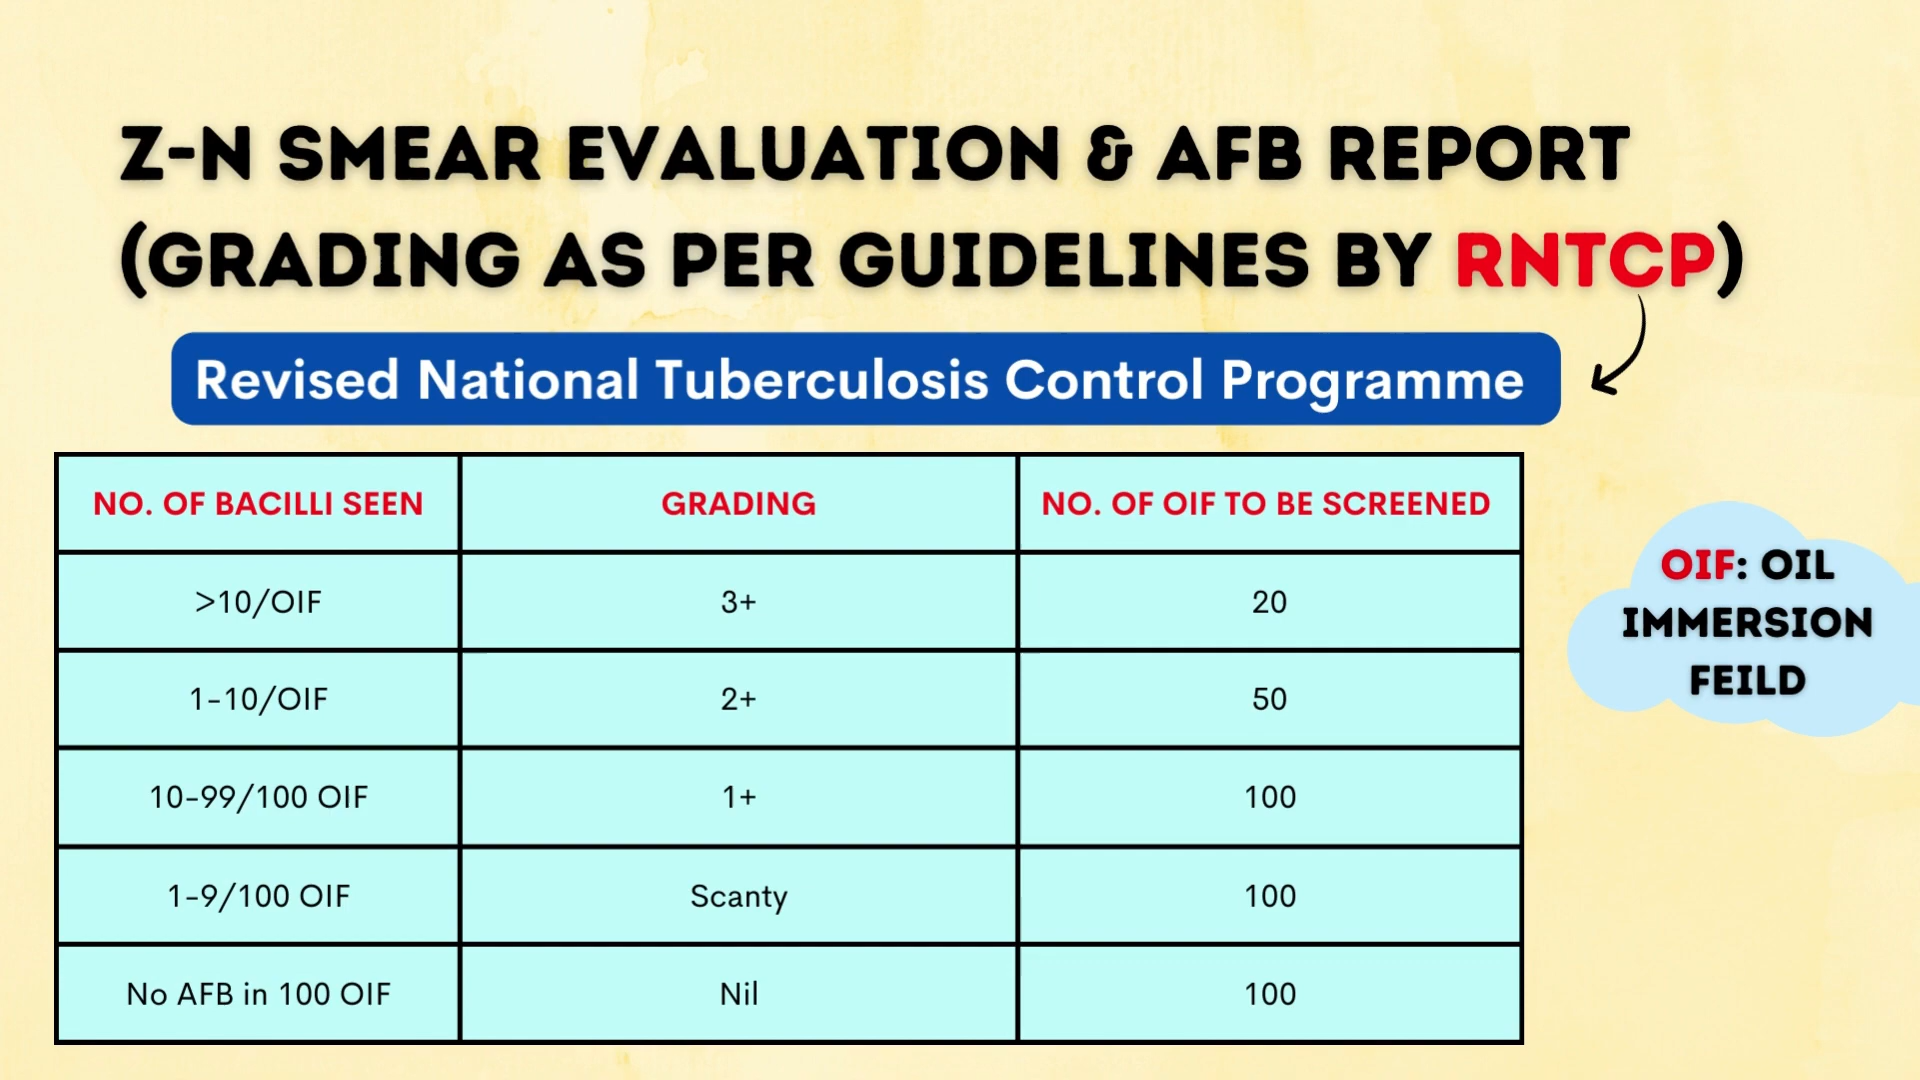 Z-N SMEAR EVALUATION & AFB REPORT
(GRADING AS PER GUIDELINES BY RNTCP)
Revised National Tuberculosis Control Programme
NO. OF BACILLI SEEN GRADING NO. OF OIF TO BE SCREENED
>10/OIF 3+ 20
1-10/OIF 2+ 50
10-99/100 OIF 1+ 100
1-9/100 OIF Scanty 100
No AFB in 100 OIF Nil 100
OIF: OIL
IMMERSION
FEILD